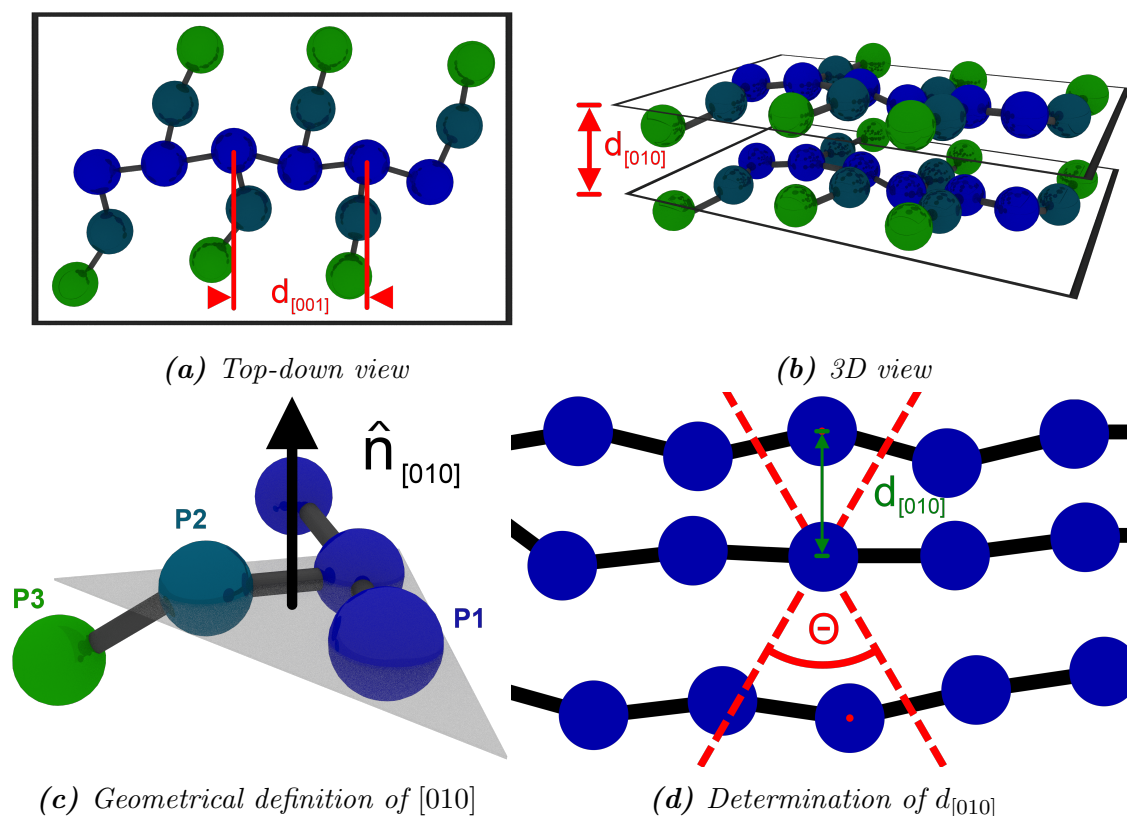 d[001]
d[010]
(a) Top-down view
(b) 3D view
n̂[010]
P2
P3
P1
d[010]
Θ
(c) Geometrical definition of [010]
(d) Determination of d[010]